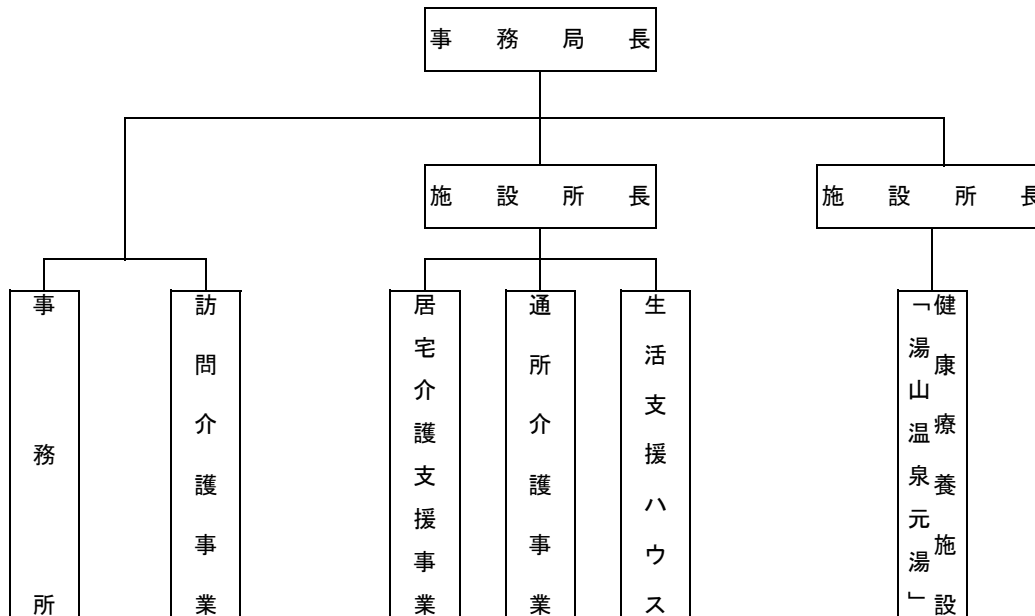 事務局長
施設所長
施設所長
事務所
訪問介護事業
居宅介護支援事業
通所介護事業
生活支援ハウス
健康療養施設
「湯山温泉元湯」